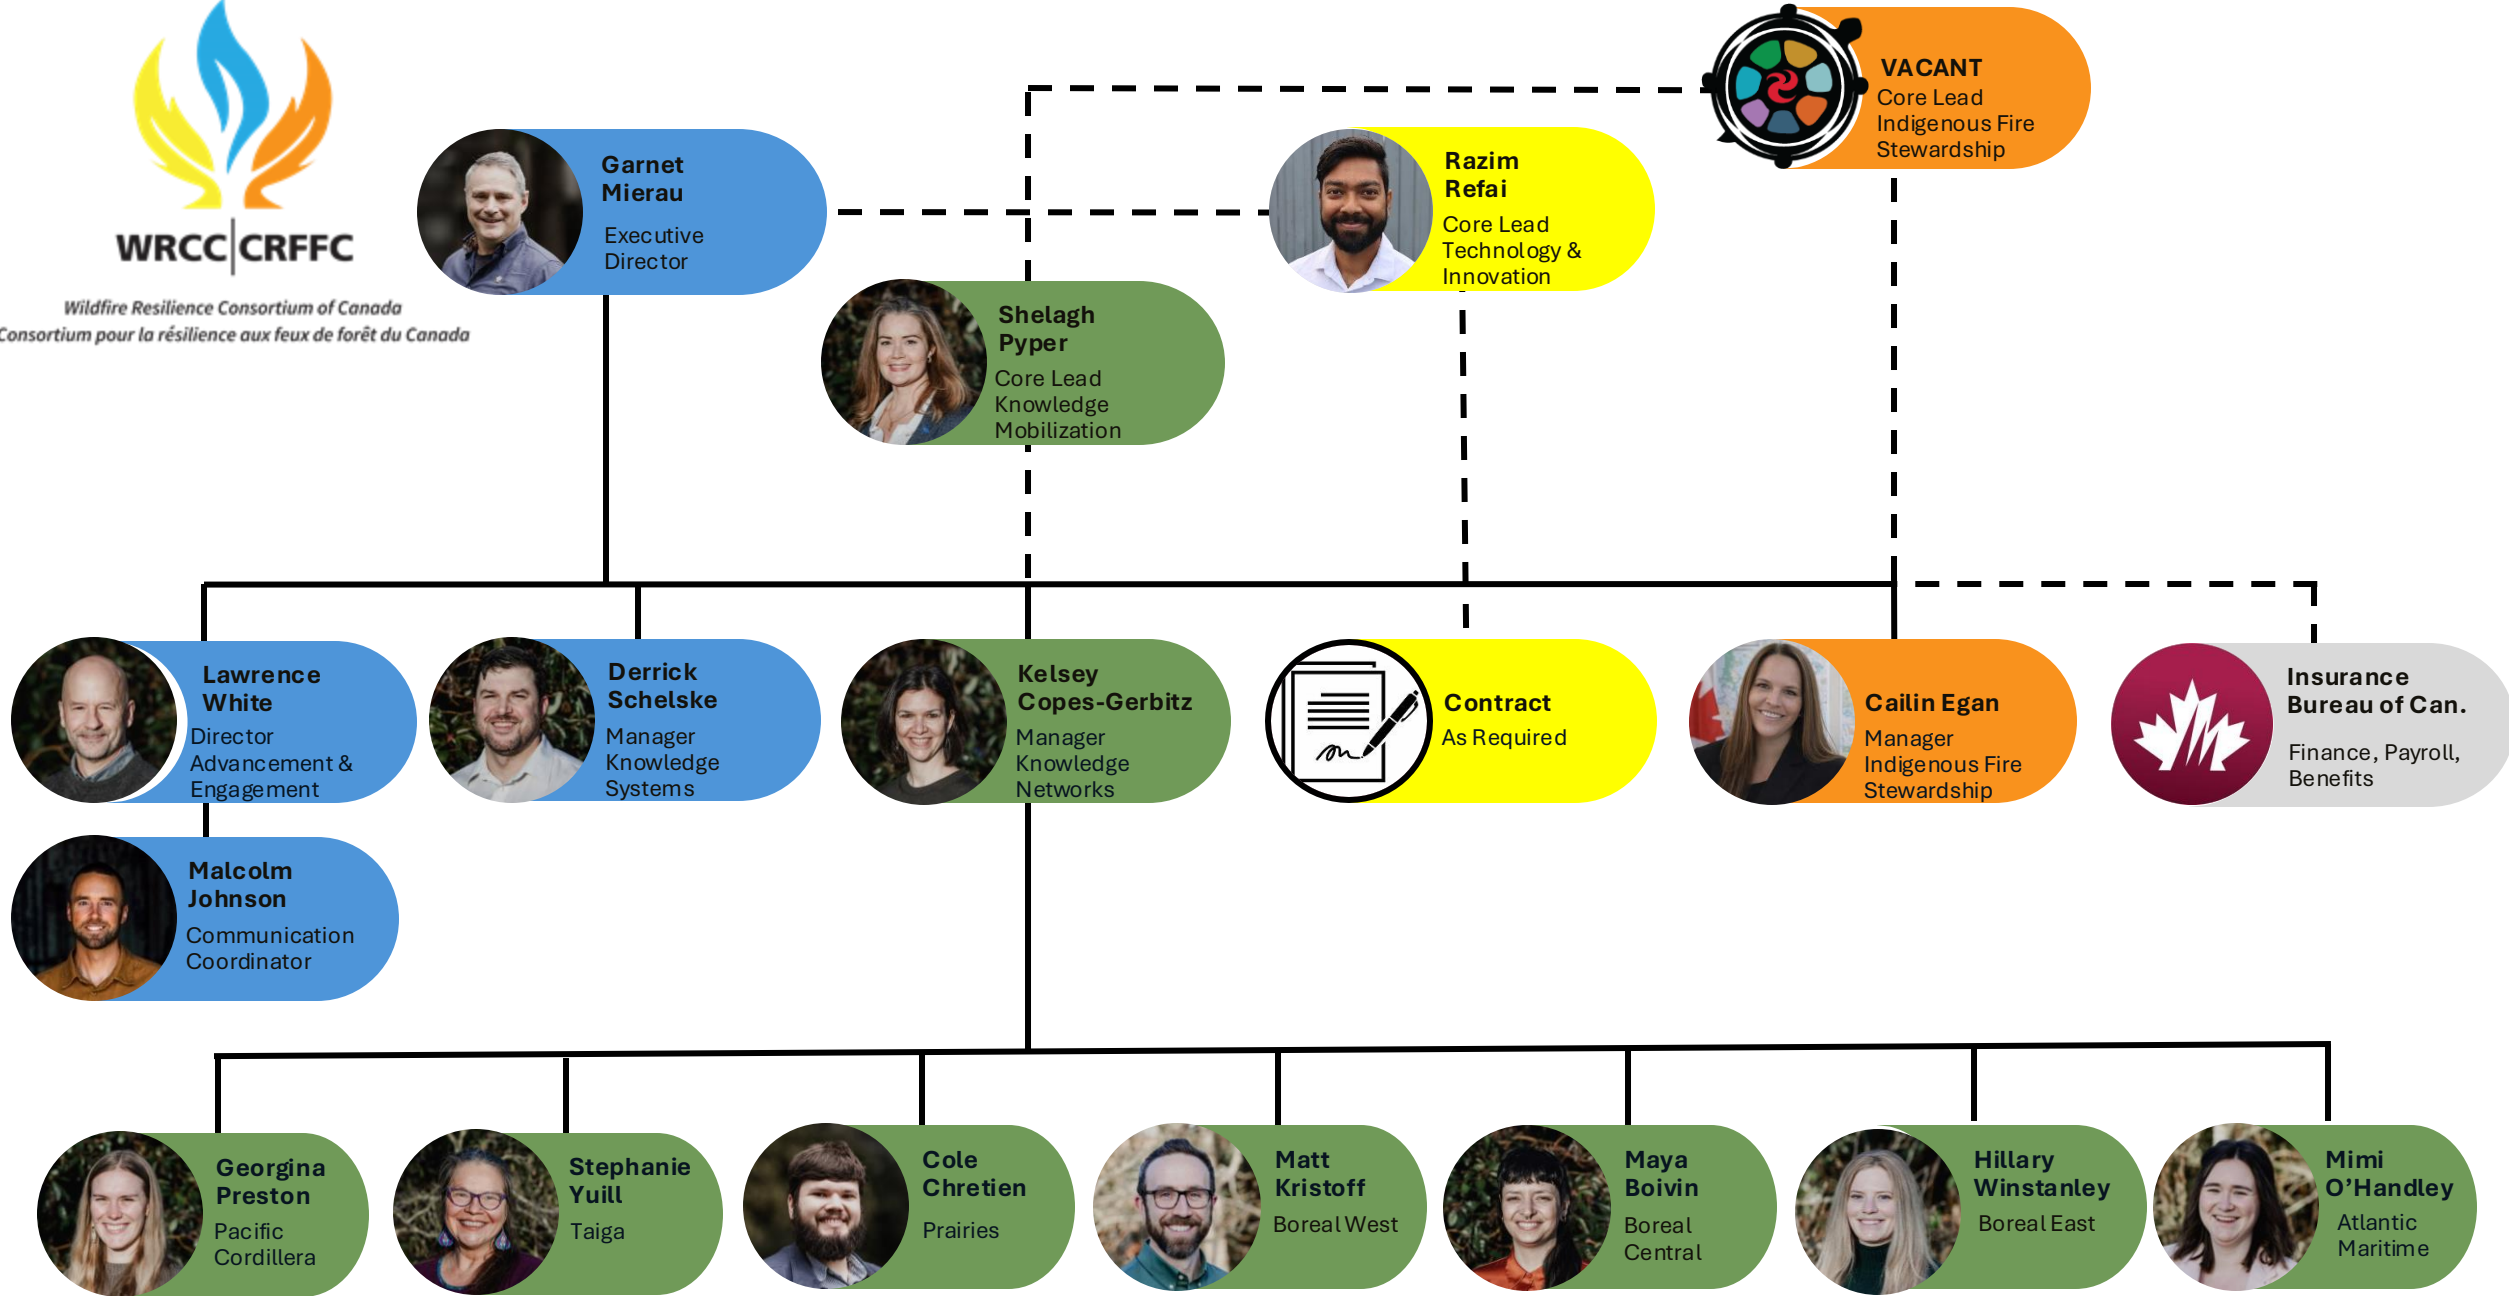 WRCC|CRFFC
Wildfire Resilience Consortium of Canada
Consortium pour la résilience aux feux de forêt du Canada
VACANT
Core Lead
Indigenous Fire
Stewardship
Garnet
Mierau
Executive
Director
Razim
Refai
Core Lead
Technology &
Innovation
Shelagh
Pyper
Core Lead
Knowledge
Mobilization
Lawrence
White
Director
Advancement &
Engagement
Derrick
Schelske
Manager
Knowledge
Systems
Kelsey
Copes-Gerbitz
Manager
Knowledge
Networks
Contract
As Required
Cailin Egan
Manager
Indigenous Fire
Stewardship
Insurance
Bureau of Can.
Finance, Payroll,
Benefits
Malcolm
Johnson
Communication
Coordinator
Georgina
Preston
Pacific
Cordillera
Stephanie
Yuill
Taiga
Cole
Chretien
Prairies
Matt
Kristoff
Boreal West
Maya
Boivin
Boreal
Central
Hillary
Winstanley
Boreal East
Mimi
O’Handley
Atlantic
Maritime